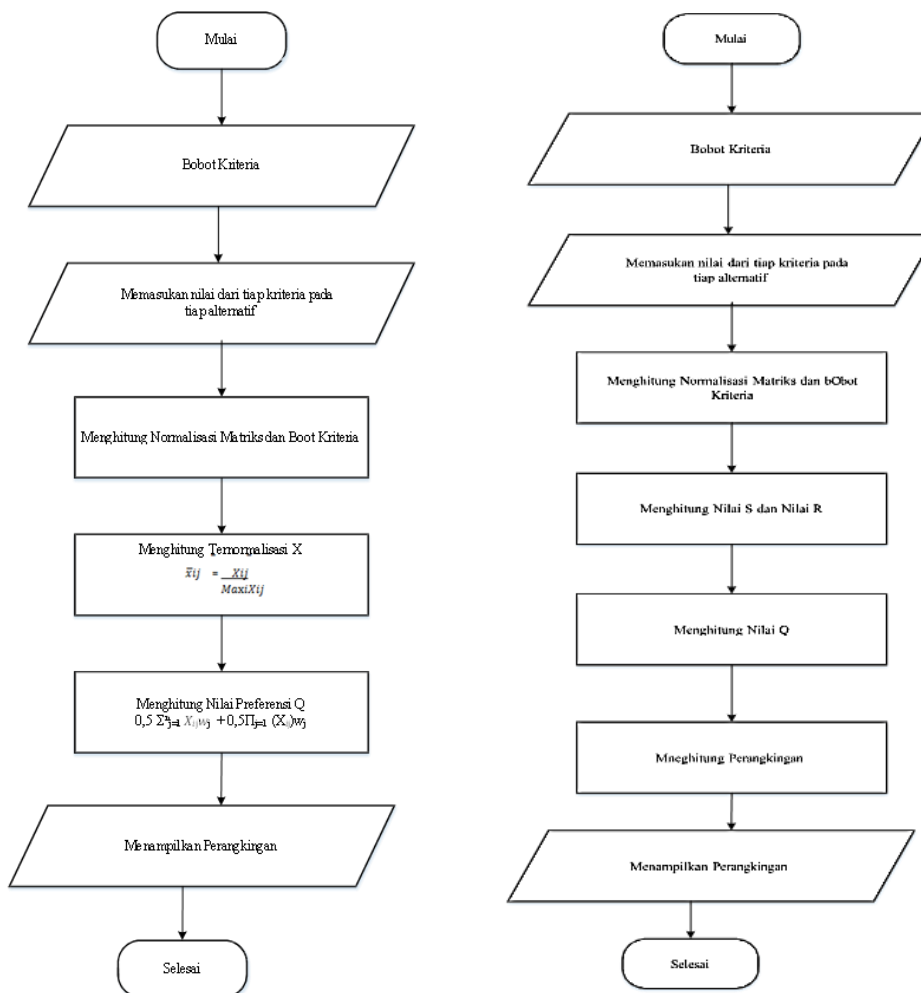 Mulai
Bobot Kriteria
Memasukan nilai dari tiap kriteria pada
tiap alternatif
Menghitung Normalisasi Matriks dan Boot Kriteria
Menghitung Ternormalisasi X
x̄ij = Xij
MaxiXij
Menghitung Nilai Preferensi Q
0,5 Σⁿj=1 Xijwj +0,5Πj=1 (Xij)wj
Menampilkan Perangkingan
Selesai
Mulai
Bobot Kriteria
Memasukan nilai dari tiap kriteria pada
tiap alternatif
Menghitung Normalisasi Matriks dan bObot
Kriteria
Menghitung Nilai S dan Nilai R
Menghitung Nilai Q
Mneghitung Perangkingan
Menampilkan Perangkingan
Selesai